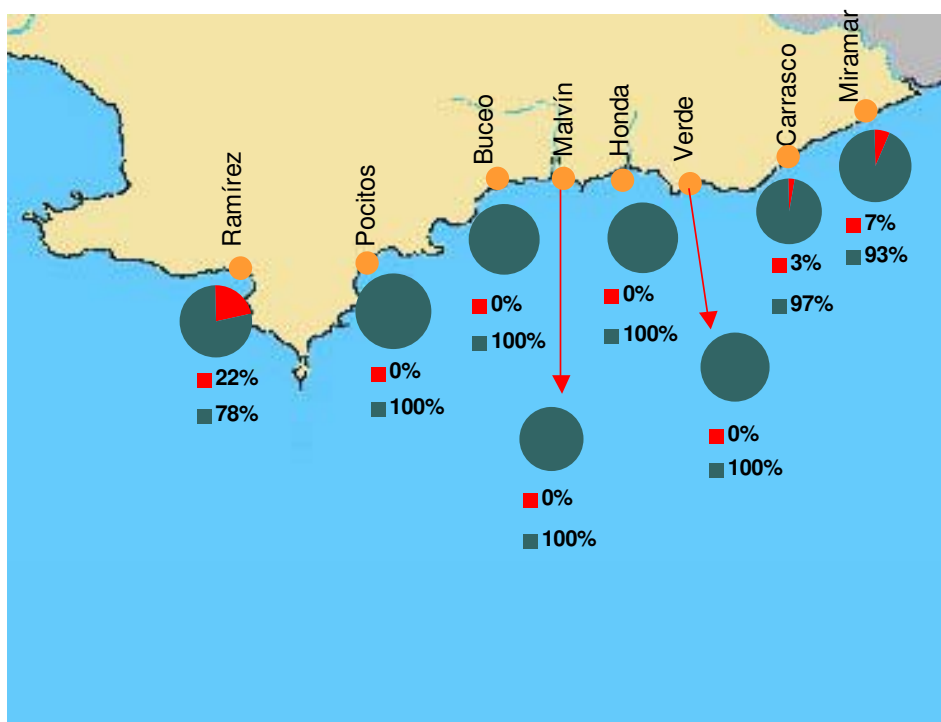 Ramírez
22%
78%
Pocitos
0%
100%
Buceo
0%
100%
Malvín
0%
100%
Honda
0%
100%
Verde
0%
100%
Carrasco
3%
97%
Miramar
7%
93%